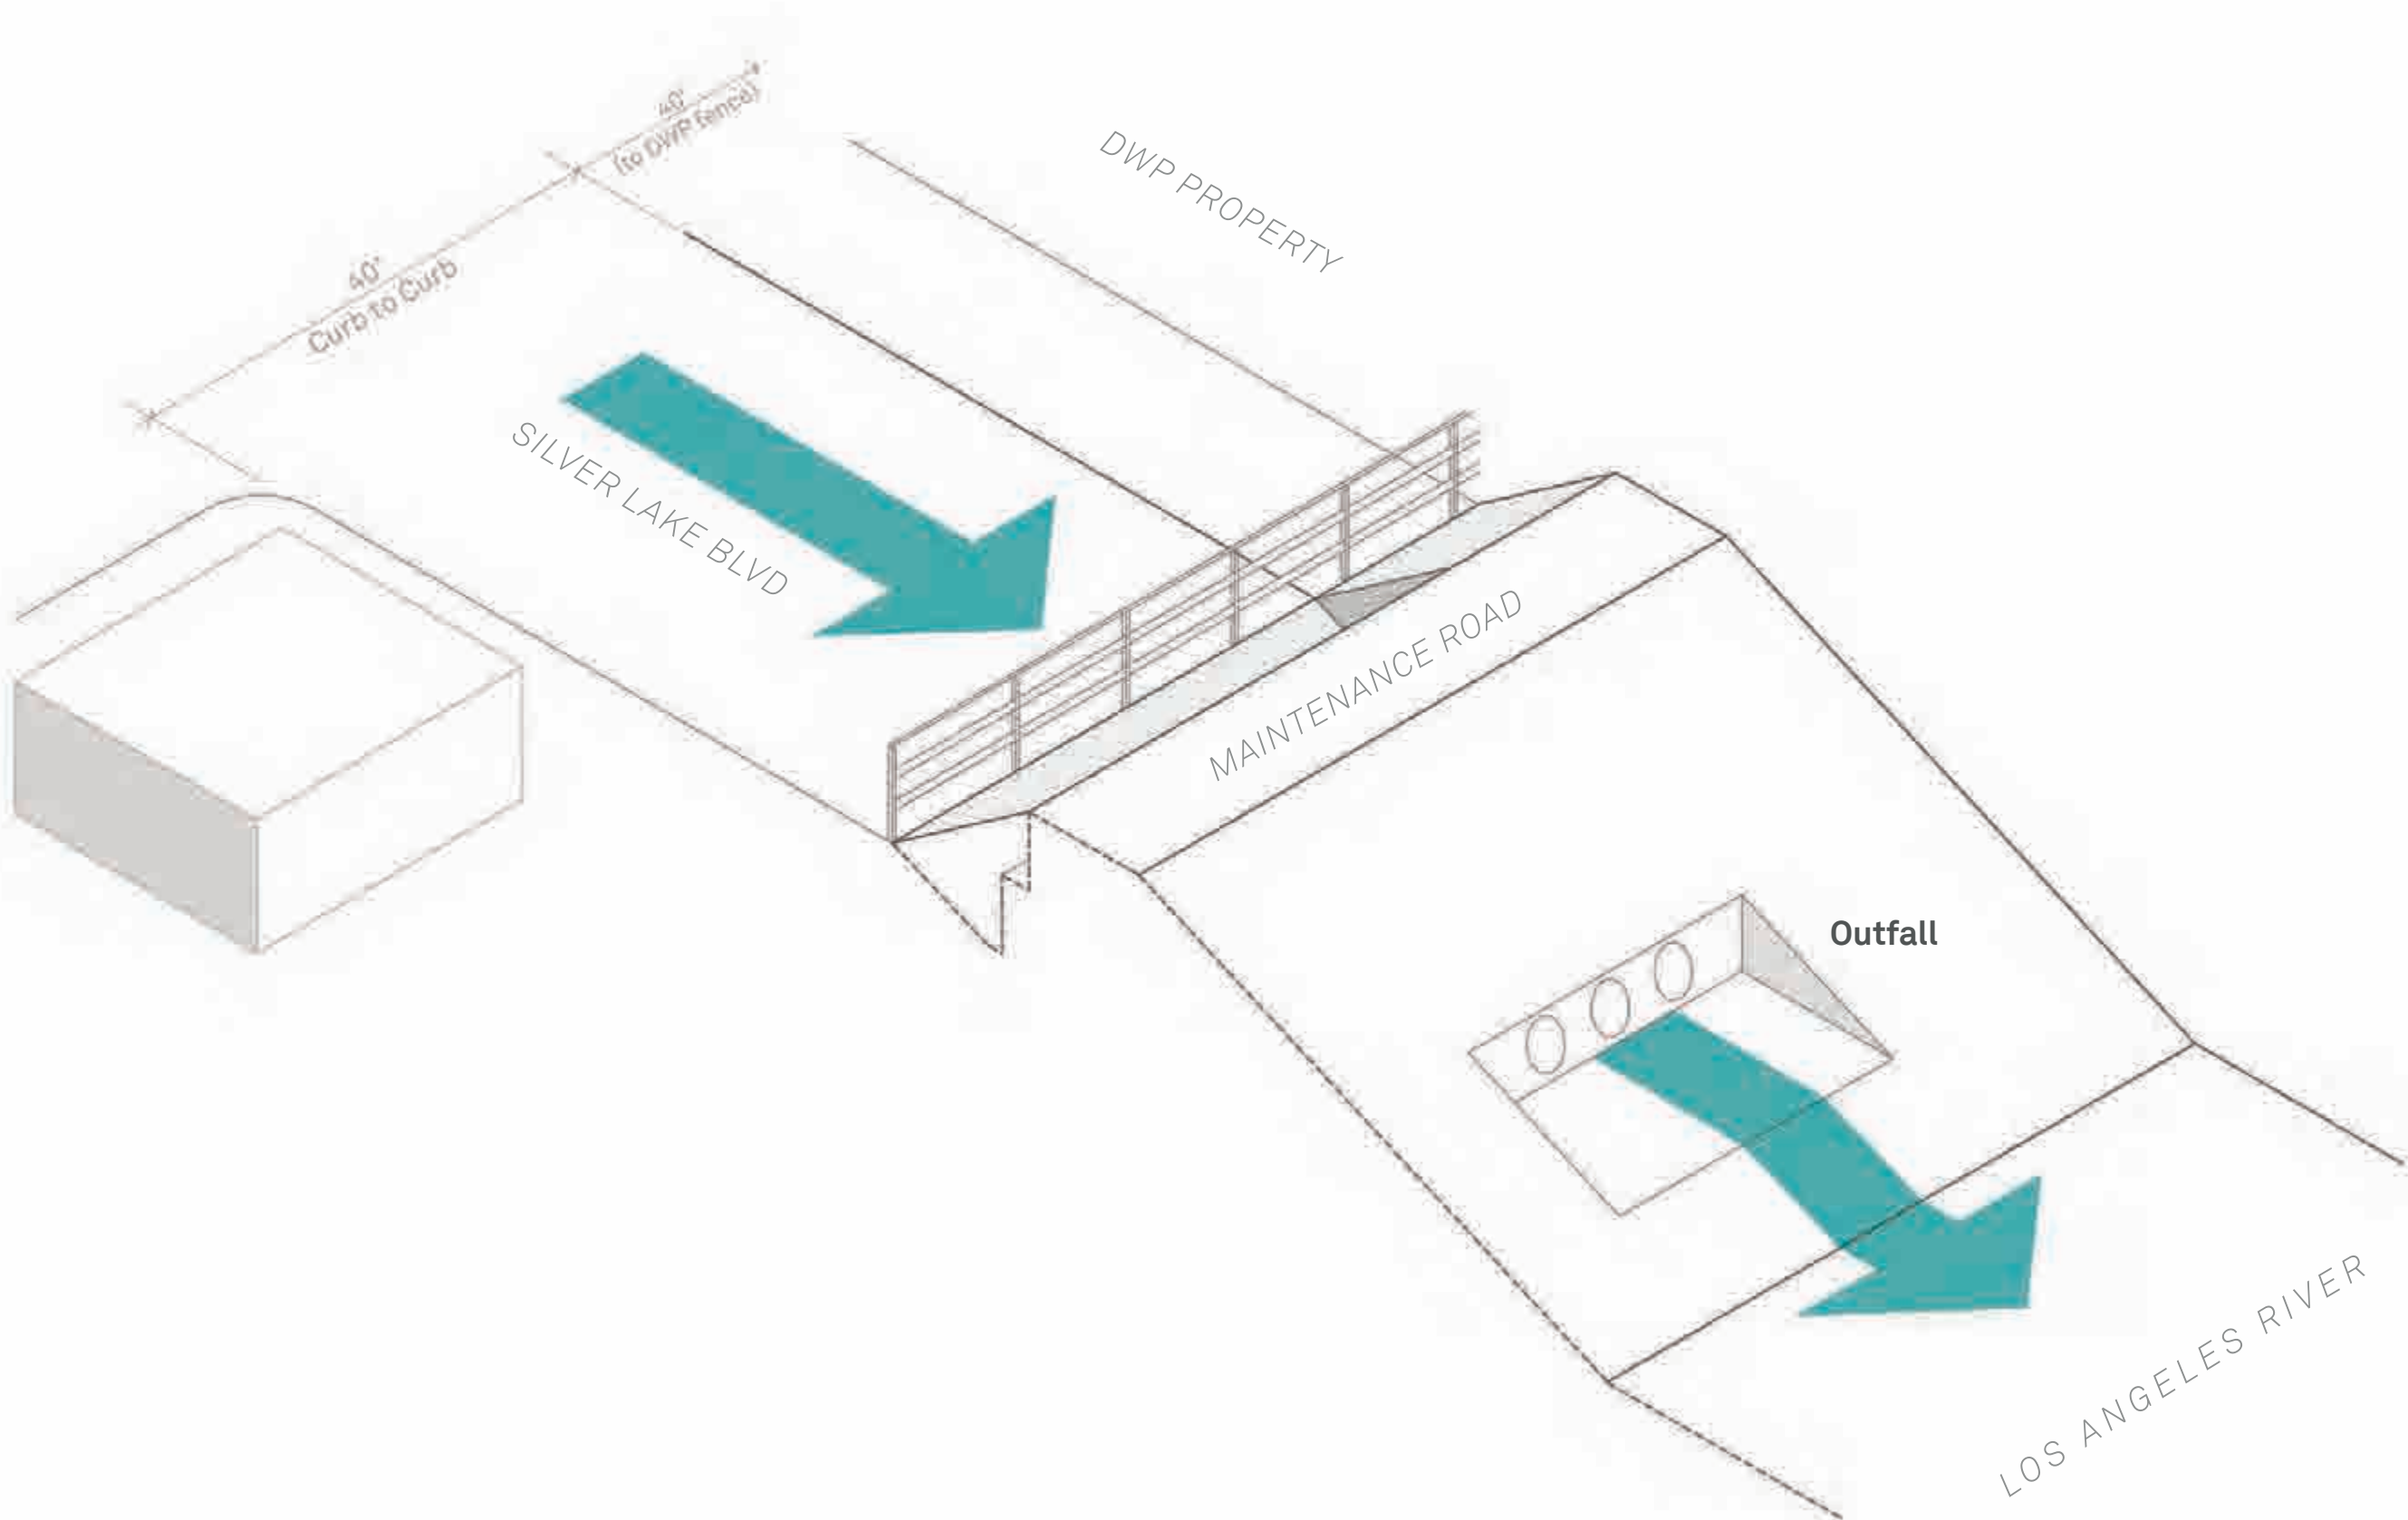 40'
(to DWP fence)
DWP PROPERTY
40'
Curb to Curb
SILVER LAKE BLVD
MAINTENANCE ROAD
Outfall
LOS ANGELES RIVER